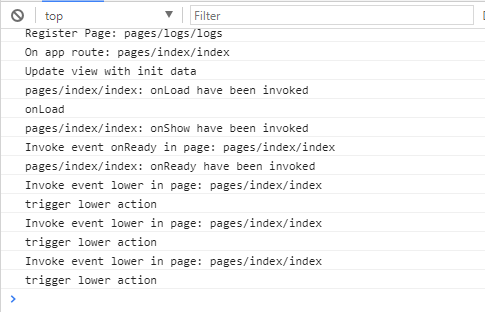 top
Filter
Register Page: pages/logs/logs
On app route: pages/index/index
Update view with init data
pages/index/index: onLoad have been invoked
onLoad
pages/index/index: onShow have been invoked
Invoke event onReady in page: pages/index/index
pages/index/index: onReady have been invoked
Invoke event lower in page: pages/index/index
trigger lower action
Invoke event lower in page: pages/index/index
trigger lower action
Invoke event lower in page: pages/index/index
trigger lower action